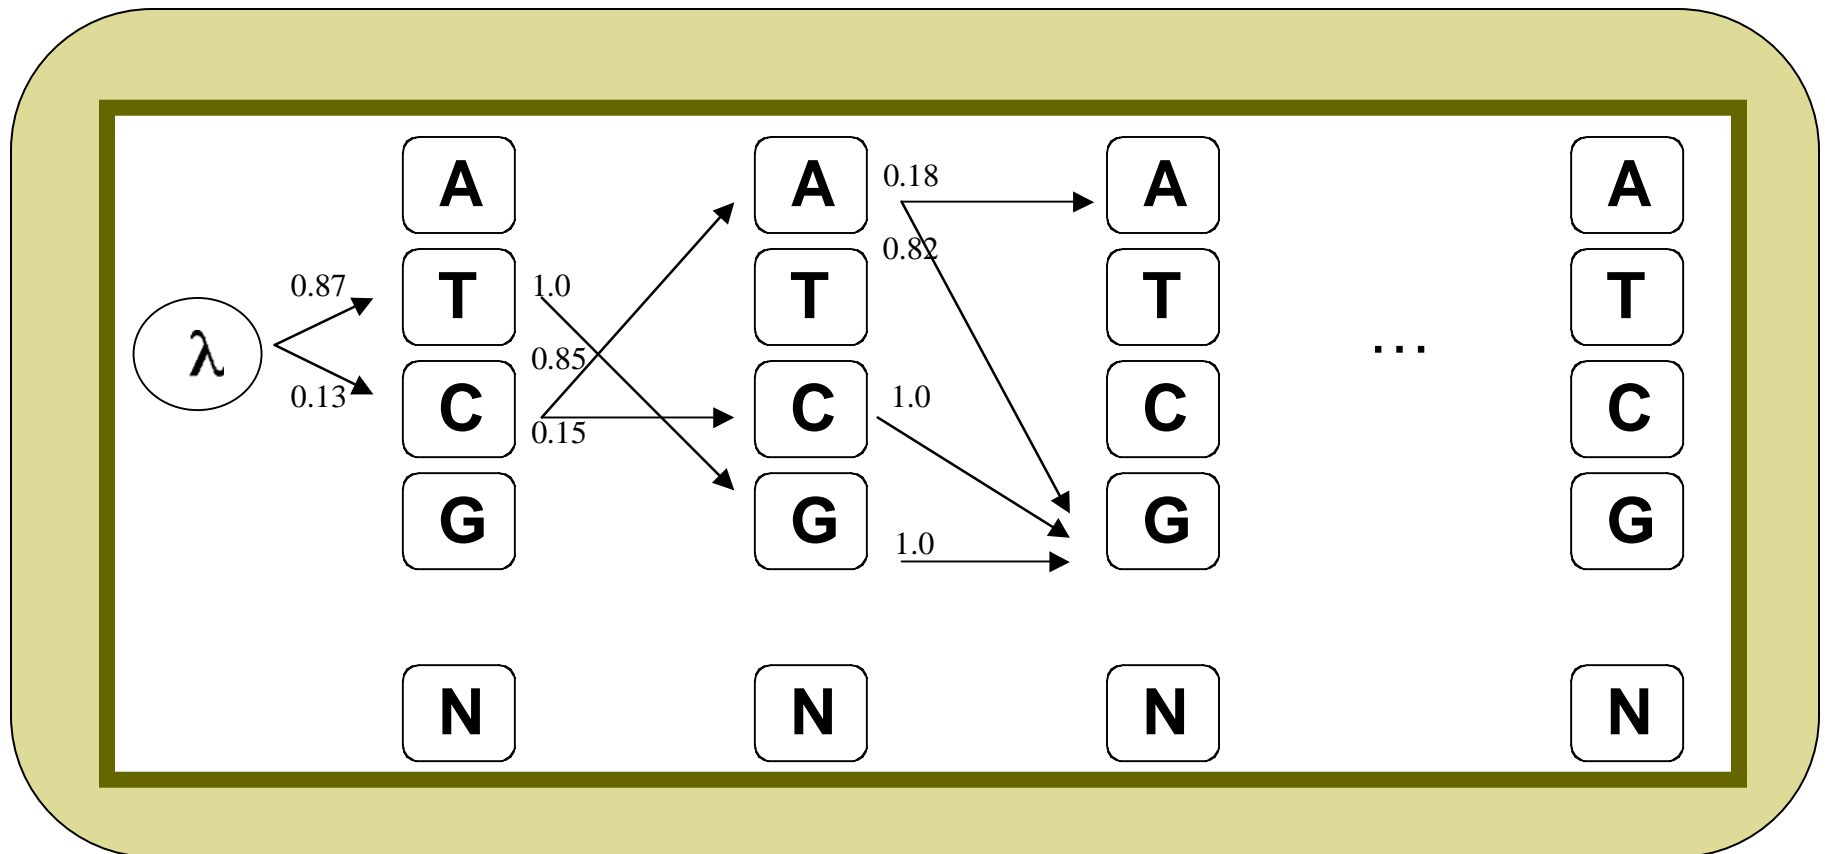 A A 0.18 A A
0.82
0.87 T 1.0 T T T
λ 0.85 ...
0.13 C 0.15 C 1.0 C C
G G 1.0 G G
N N N N